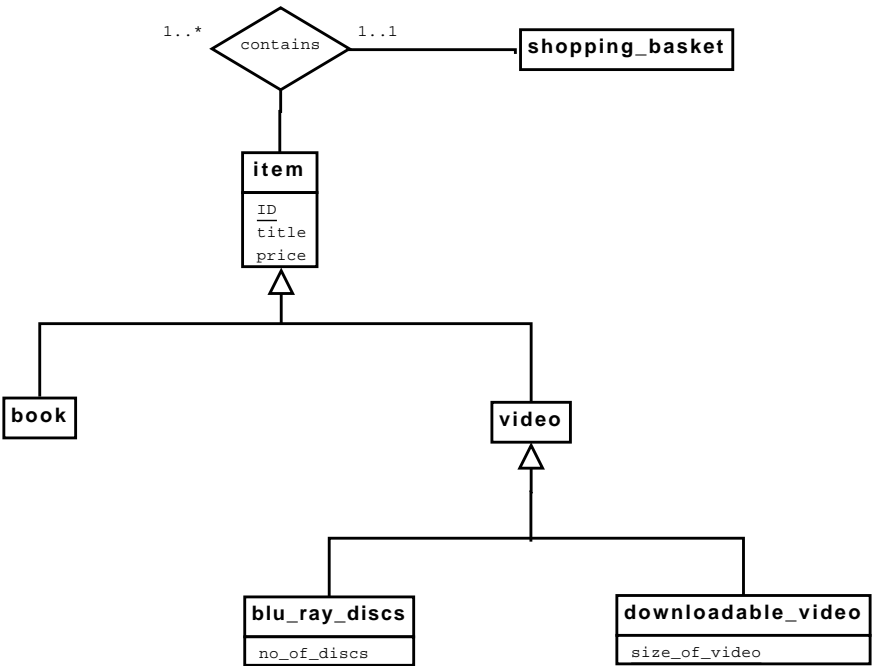 1..*
contains
1..1
shopping_basket
item
ID
title
price
book
video
blu_ray_discs
no_of_discs
downloadable_video
size_of_video